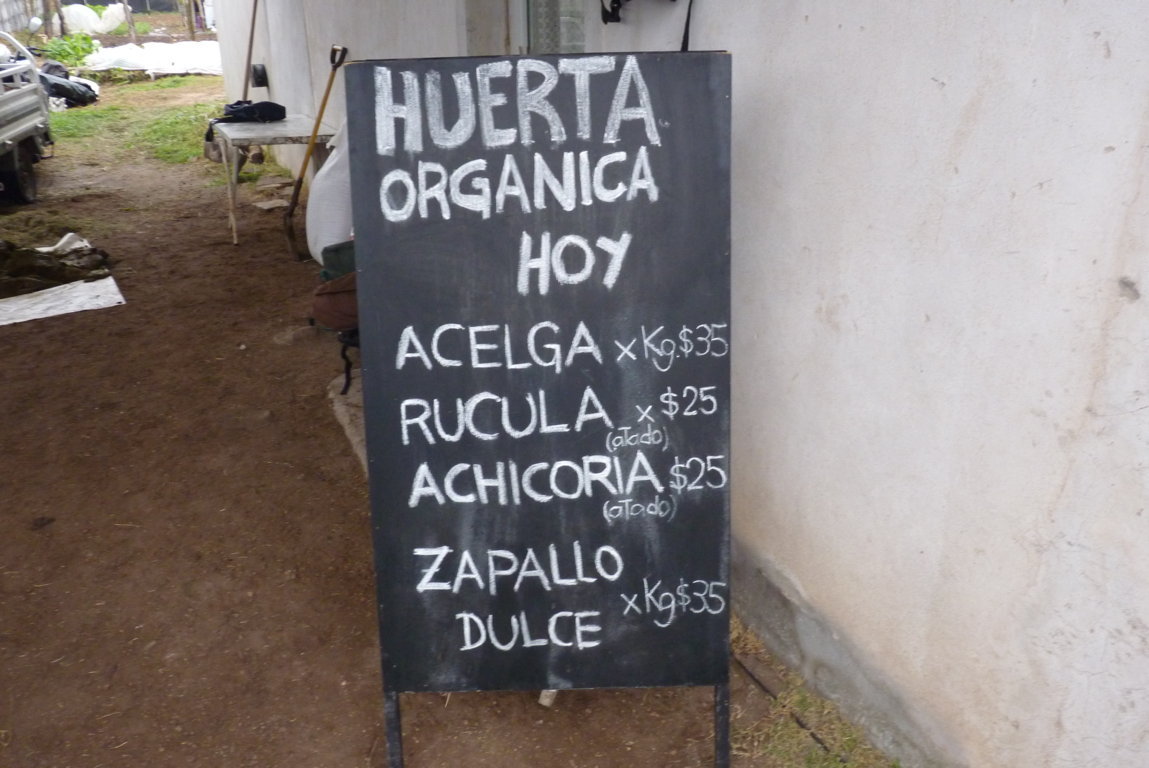 HUERTA
ORGANICA
HOY
ACELGA x Kg.$35
RUCULA x $25
(atado)
ACHICORIA $25
(atado)
ZAPALLO
DULCE x Kg $35